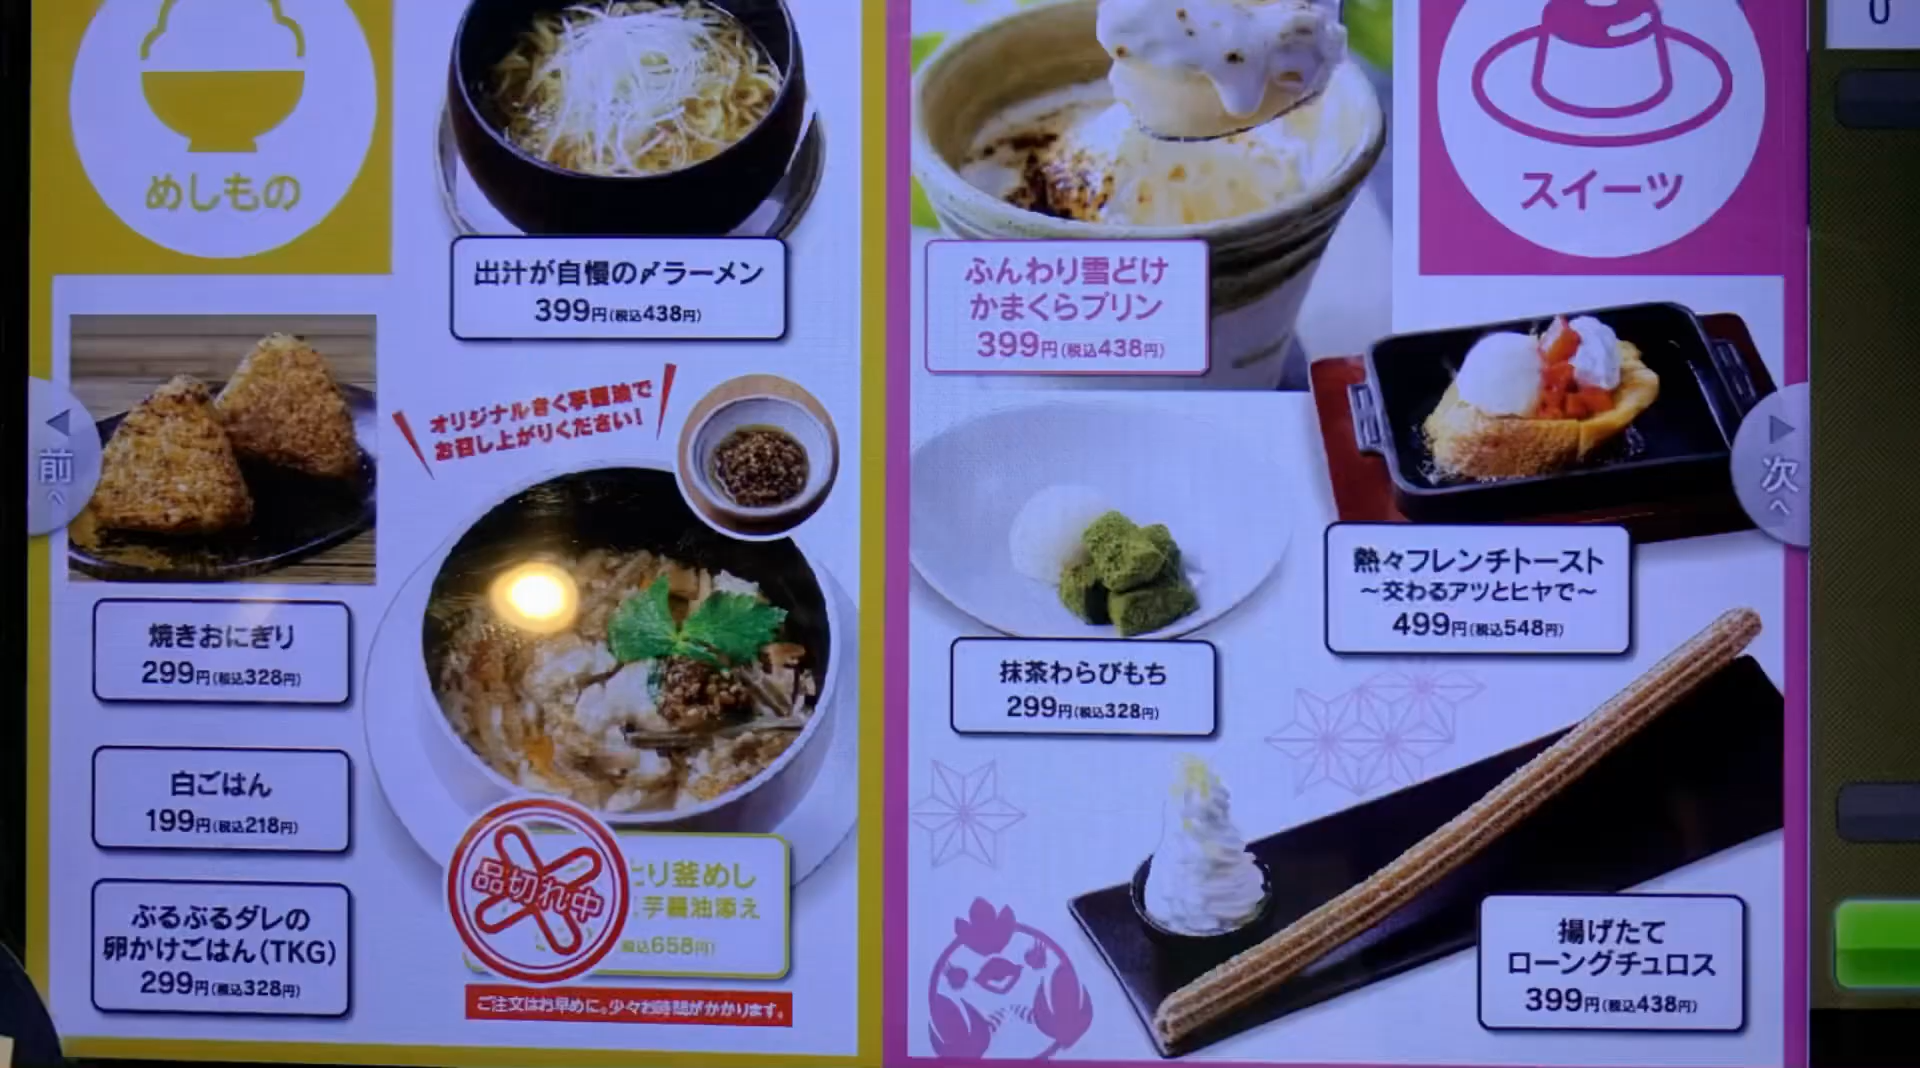 めしもの
出汁が自慢の〆ラーメン
399円(税込438円)
オリジナルきく芋醤油で
お召し上がりください!
焼きおにぎり
299円(税込328円)
白ごはん
199円(税込218円)
ぷるぷるダレの
卵かけごはん(TKG)
299円(税込328円)
品切れ中
とり釜めし
芋醤油添え
税込658円)
ご注文はお早めに。少々お時間がかかります。
前へ
スイーツ
ふんわり雪どけ
かまくらプリン
399円(税込438円)
熱々フレンチトースト
~交わるアツとヒヤで~
499円(税込548円)
抹茶わらびもち
299円(税込328円)
揚げたて
ローングチュロス
399円(税込438円)
次へ